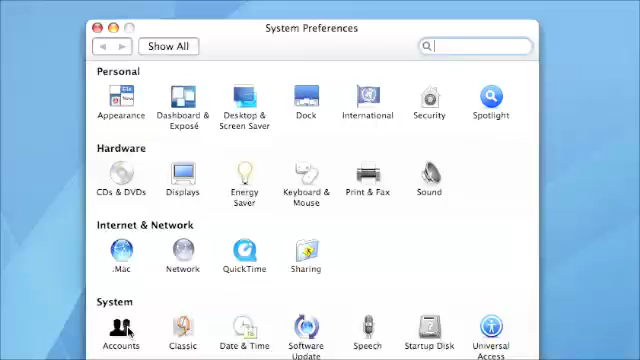 System Preferences
Show All
Personal
Appearance
Dashboard & Exposé
Desktop & Screen Saver
Dock
International
Security
Spotlight
Hardware
CDs & DVDs
Displays
Energy Saver
Keyboard & Mouse
Print & Fax
Sound
Internet & Network
.Mac
Network
QuickTime
Sharing
System
Accounts
Classic
Date & Time
Software Update
Speech
Startup Disk
Universal Access